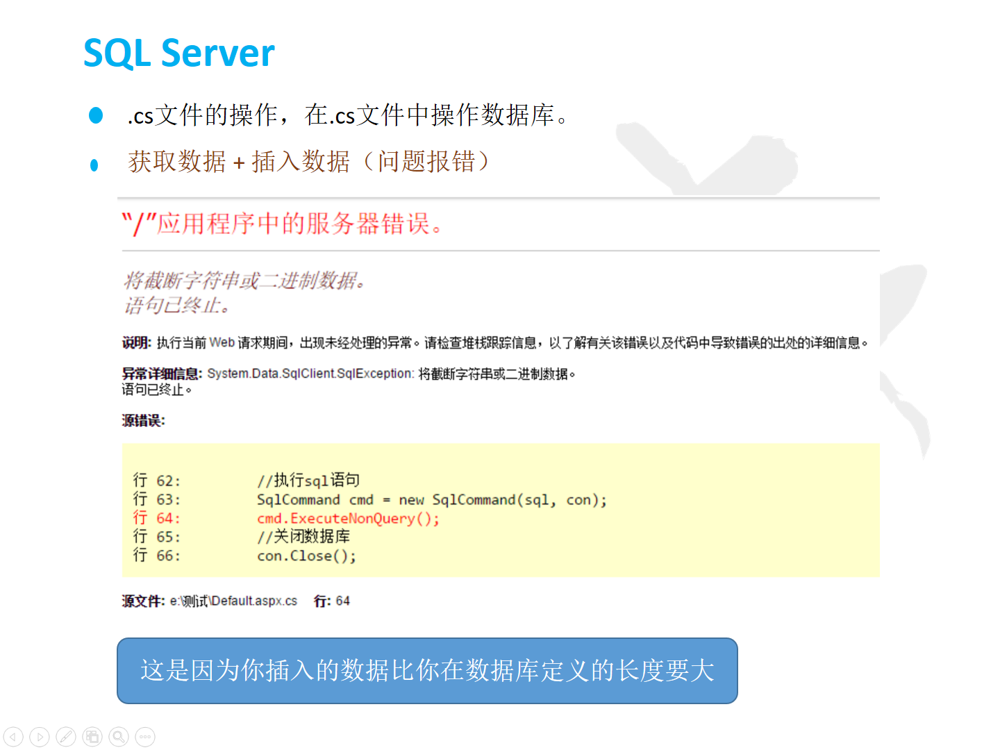 SQL Server
.cs文件的操作，在.cs文件中操作数据库。
获取数据 + 插入数据（问题报错）
“/”应用程序中的服务器错误。
将截断字符串或二进制数据。
语句已终止。
说明: 执行当前 Web 请求期间，出现未经处理的异常。请检查堆栈跟踪信息，以了解有关该错误以及代码中导致错误的出处的详细信息。
异常详细信息: System.Data.SqlClient.SqlException: 将截断字符串或二进制数据。
语句已终止。
源错误:
行 62: //执行sql语句
行 63: SqlCommand cmd = new SqlCommand(sql, con);
行 64: cmd.ExecuteNonQuery();
行 65: //关闭数据库
行 66: con.Close();
源文件: e:\测试\Default.aspx.cs 行: 64
这是因为你插入的数据比你在数据库定义的长度要大